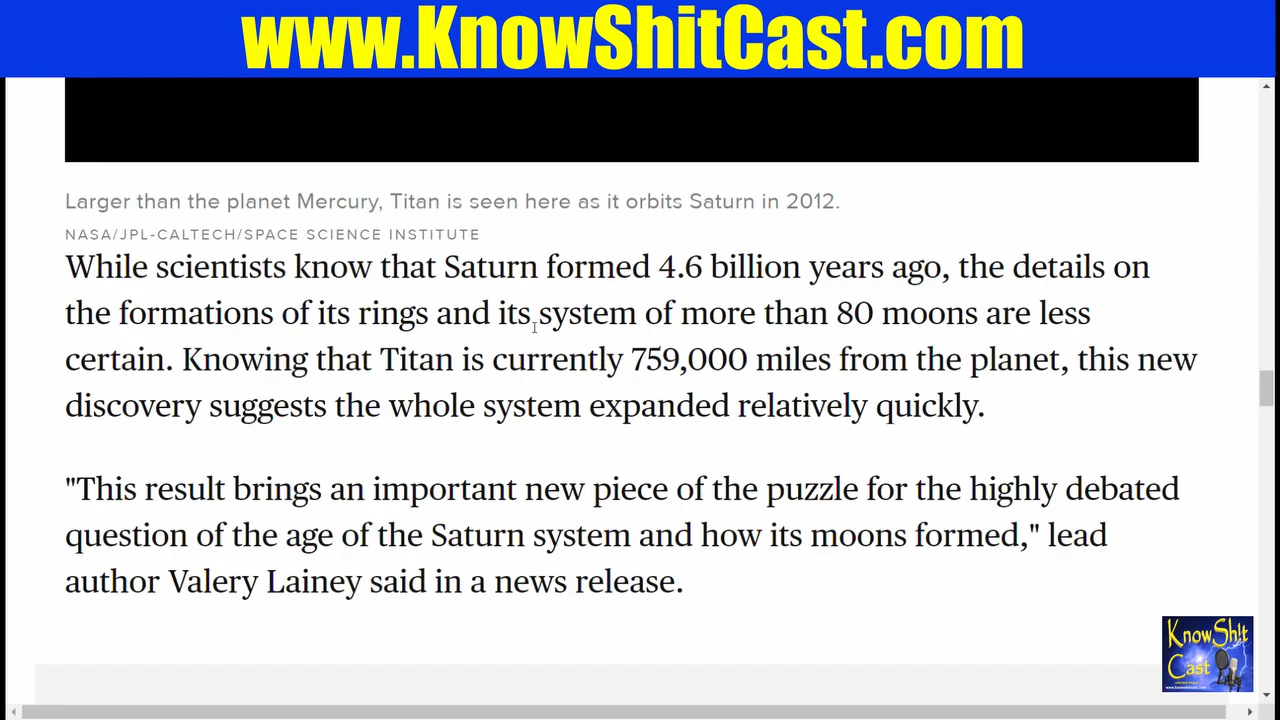 www.KnowShitCast.com
Larger than the planet Mercury, Titan is seen here as it orbits Saturn in 2012.
NASA/JPL-CALTECH/SPACE SCIENCE INSTITUTE
While scientists know that Saturn formed 4.6 billion years ago, the details on
the formations of its rings and its system of more than 80 moons are less
certain. Knowing that Titan is currently 759,000 miles from the planet, this new
discovery suggests the whole system expanded relatively quickly.
"This result brings an important new piece of the puzzle for the highly debated
question of the age of the Saturn system and how its moons formed," lead
author Valery Lainey said in a news release.
KnowSh!t
Cast
www.knowshitcast.com